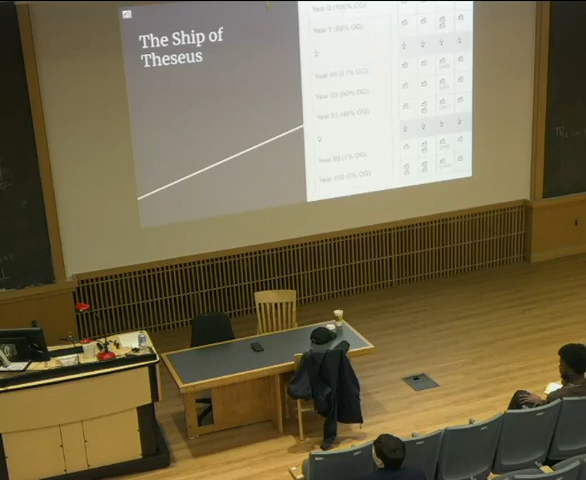 The Ship of
Theseus
Year 0 (100% OG)
Year 1 (99% OG)
Year 49 (51% OG)
Year 50 (50% OG)
Year 51 (49% OG)
Year 99 (1% OG)
Year 100 (0% OG)